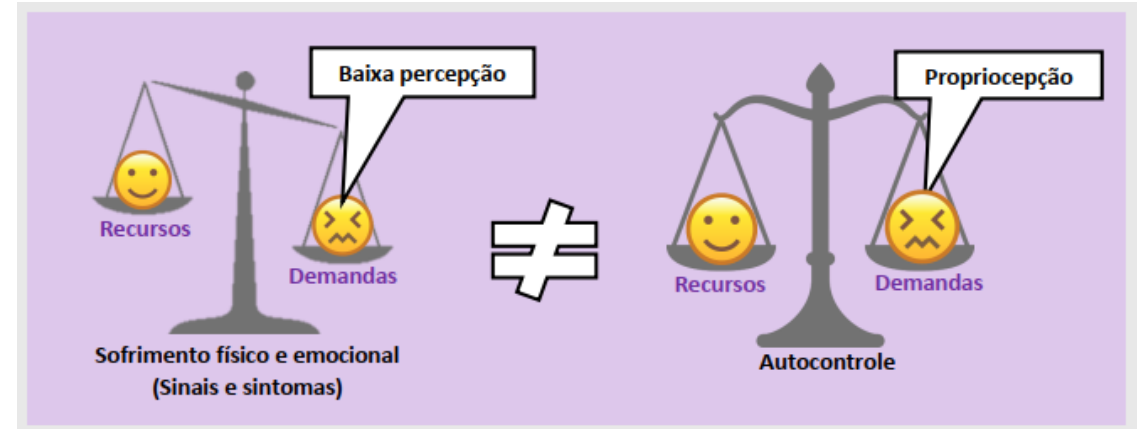 Baixa percepção
Recursos
Demandas
Sofrimento físico e emocional
(Sinais e sintomas)
≠
Propriocepção
Recursos
Demandas
Autocontrole